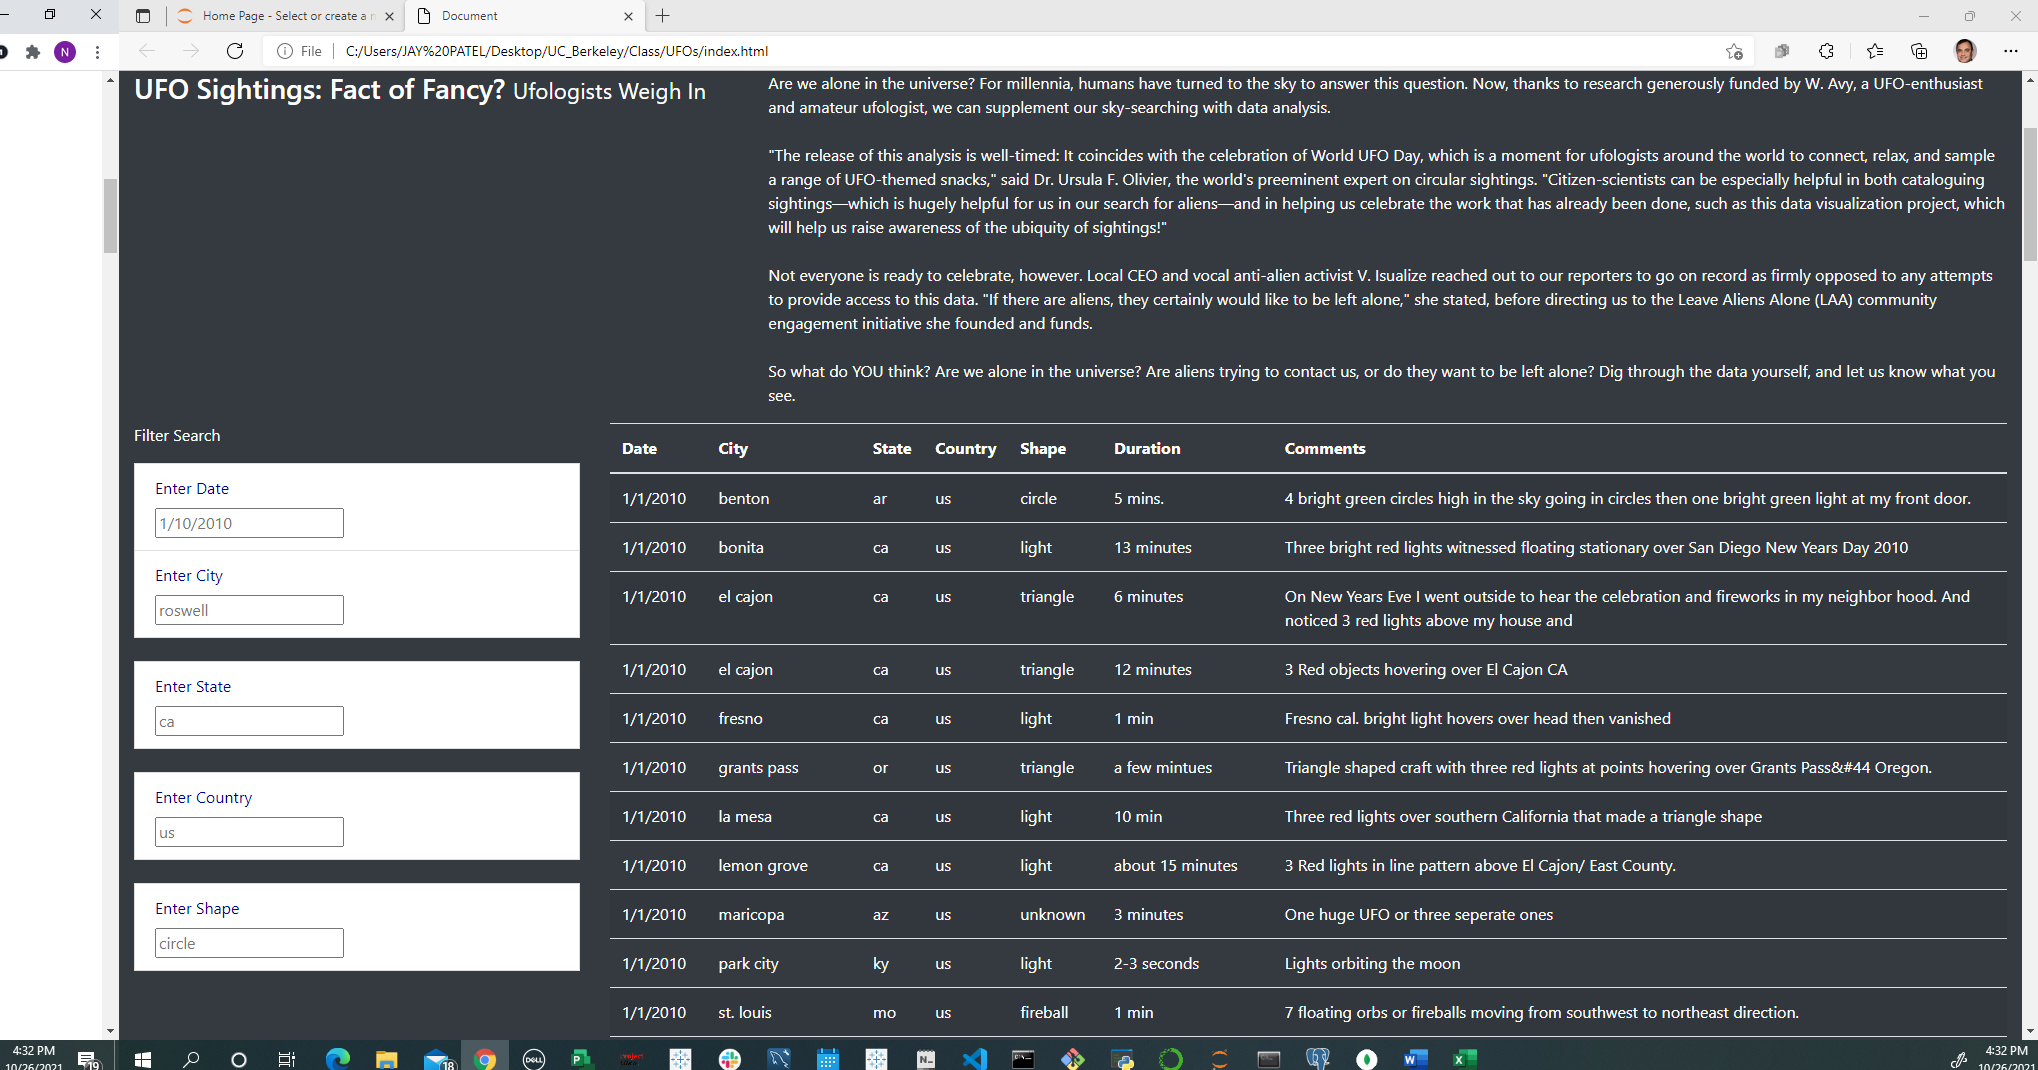 Home Page - Select or create a n
Document
N
File
C:/Users/JAY%20PATEL/Desktop/UC_Berkeley/Class/UFOs/index.html
UFO Sightings: Fact of Fancy? Ufologists Weigh In
Are we alone in the universe? For millennia, humans have turned to the sky to answer this question. Now, thanks to research generously funded by W. Avy, a UFO-enthusiast
and amateur ufologist, we can supplement our sky-searching with data analysis.
"The release of this analysis is well-timed: It coincides with the celebration of World UFO Day, which is a moment for ufologists around the world to connect, relax, and sample
a range of UFO-themed snacks," said Dr. Ursula F. Olivier, the world's preeminent expert on circular sightings. "Citizen-scientists can be especially helpful in both cataloguing
sightings—which is hugely helpful for us in our search for aliens—and in helping us celebrate the work that has already been done, such as this data visualization project, which
will help us raise awareness of the ubiquity of sightings!"
Not everyone is ready to celebrate, however. Local CEO and vocal anti-alien activist V. Isualize reached out to our reporters to go on record as firmly opposed to any attempts
to provide access to this data. "If there are aliens, they certainly would like to be left alone," she stated, before directing us to the Leave Aliens Alone (LAA) community
engagement initiative she founded and funds.
So what do YOU think? Are we alone in the universe? Are aliens trying to contact us, or do they want to be left alone? Dig through the data yourself, and let us know what you
see.
Filter Search
Enter Date
1/10/2010
Enter City
roswell
Enter State
ca
Enter Country
us
Enter Shape
circle
Date City State Country Shape Duration Comments
1/1/2010 benton ar us circle 5 mins. 4 bright green circles high in the sky going in circles then one bright green light at my front door.
1/1/2010 bonita ca us light 13 minutes Three bright red lights witnessed floating stationary over San Diego New Years Day 2010
1/1/2010 el cajon ca us triangle 6 minutes On New Years Eve I went outside to hear the celebration and fireworks in my neighbor hood. And
noticed 3 red lights above my house and
1/1/2010 el cajon ca us triangle 12 minutes 3 Red objects hovering over El Cajon CA
1/1/2010 fresno ca us light 1 min Fresno cal. bright light hovers over head then vanished
1/1/2010 grants pass or us triangle a few mintues Triangle shaped craft with three red lights at points hovering over Grants Pass&#44 Oregon.
1/1/2010 la mesa ca us light 10 min Three red lights over southern California that made a triangle shape
1/1/2010 lemon grove ca us light about 15 minutes 3 Red lights in line pattern above El Cajon/ East County.
1/1/2010 maricopa az us unknown 3 minutes One huge UFO or three seperate ones
1/1/2010 park city ky us light 2-3 seconds Lights orbiting the moon
1/1/2010 st. louis mo us fireball 1 min 7 floating orbs or fireballs moving from southwest to northeast direction.
4:32 PM
10/26/2021
19
18
DELL
P
project
N
W
X
4:32 PM
10/26/2021